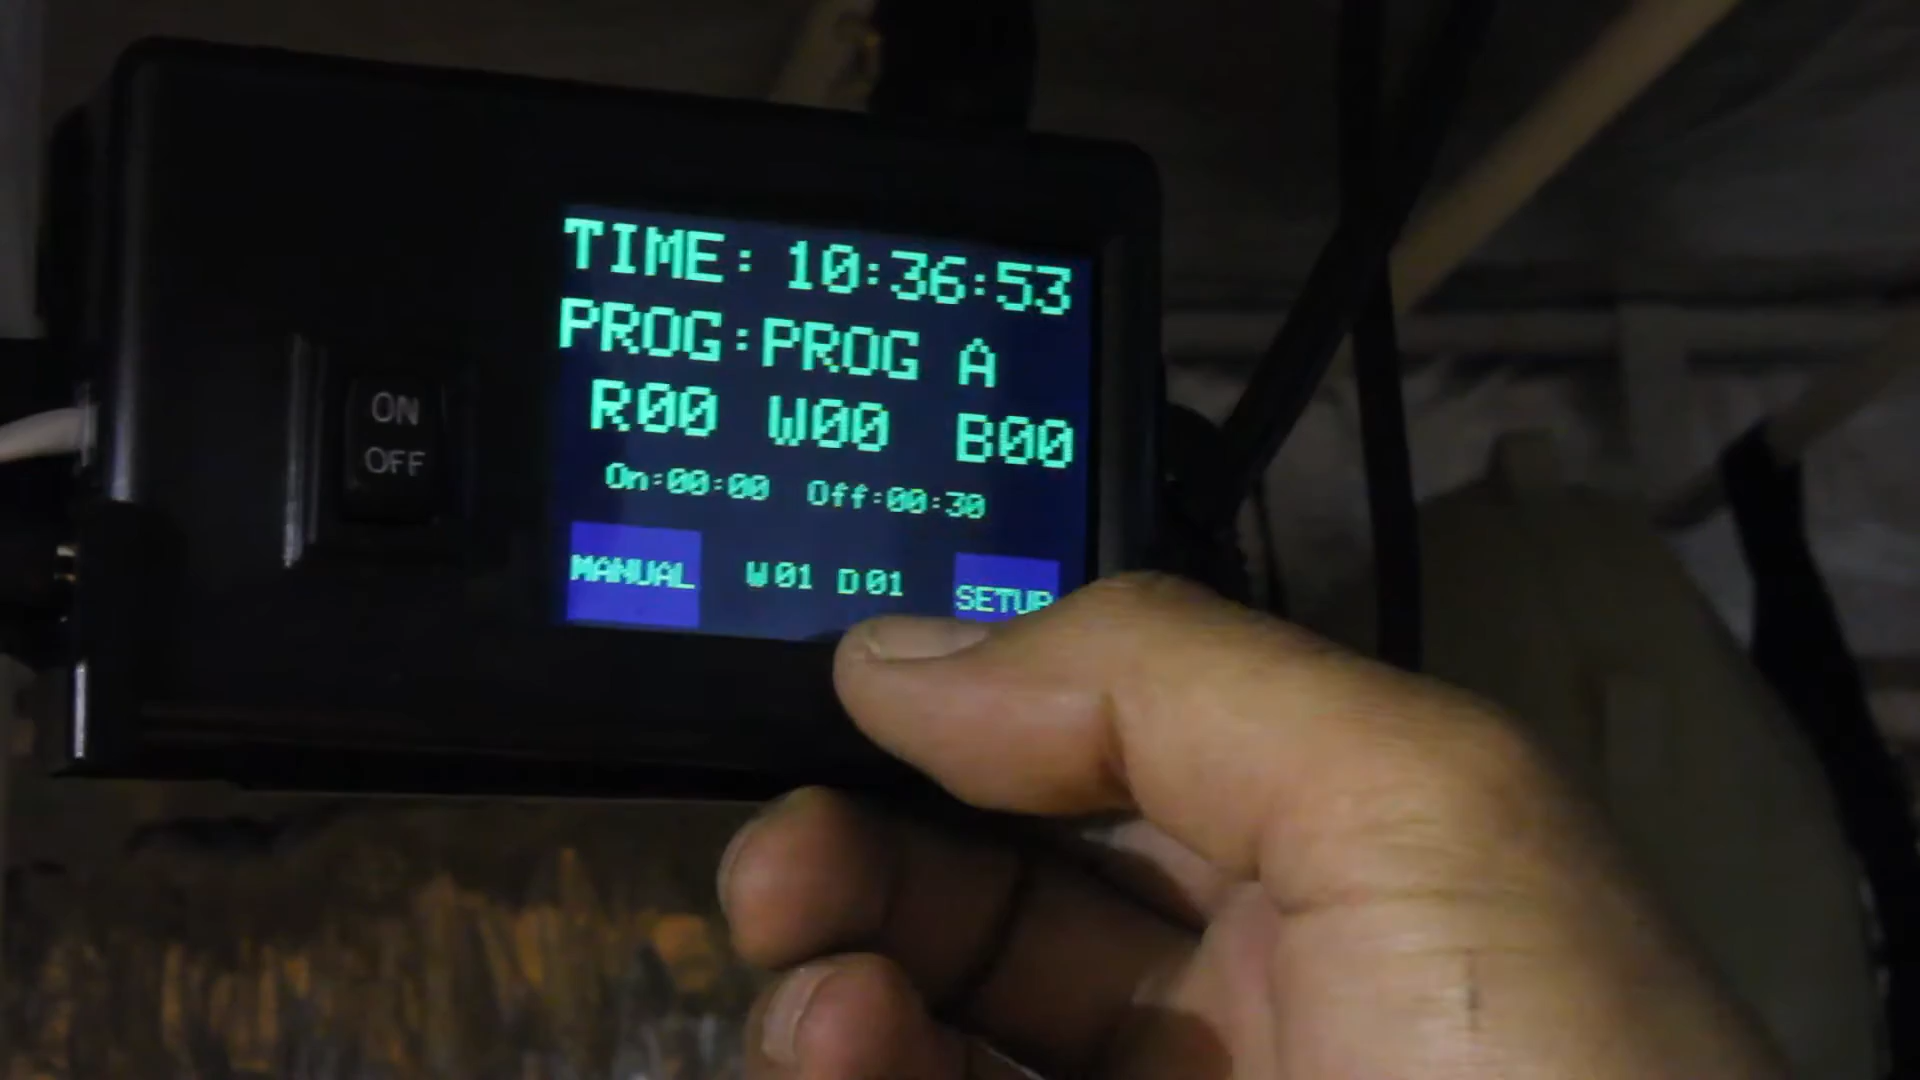 TIME: 10:36:53
PROG:PROG A
R00 W00 B00
On:00:00 Off:00:30
MANUAL W01 D01 SETUP
ON
OFF